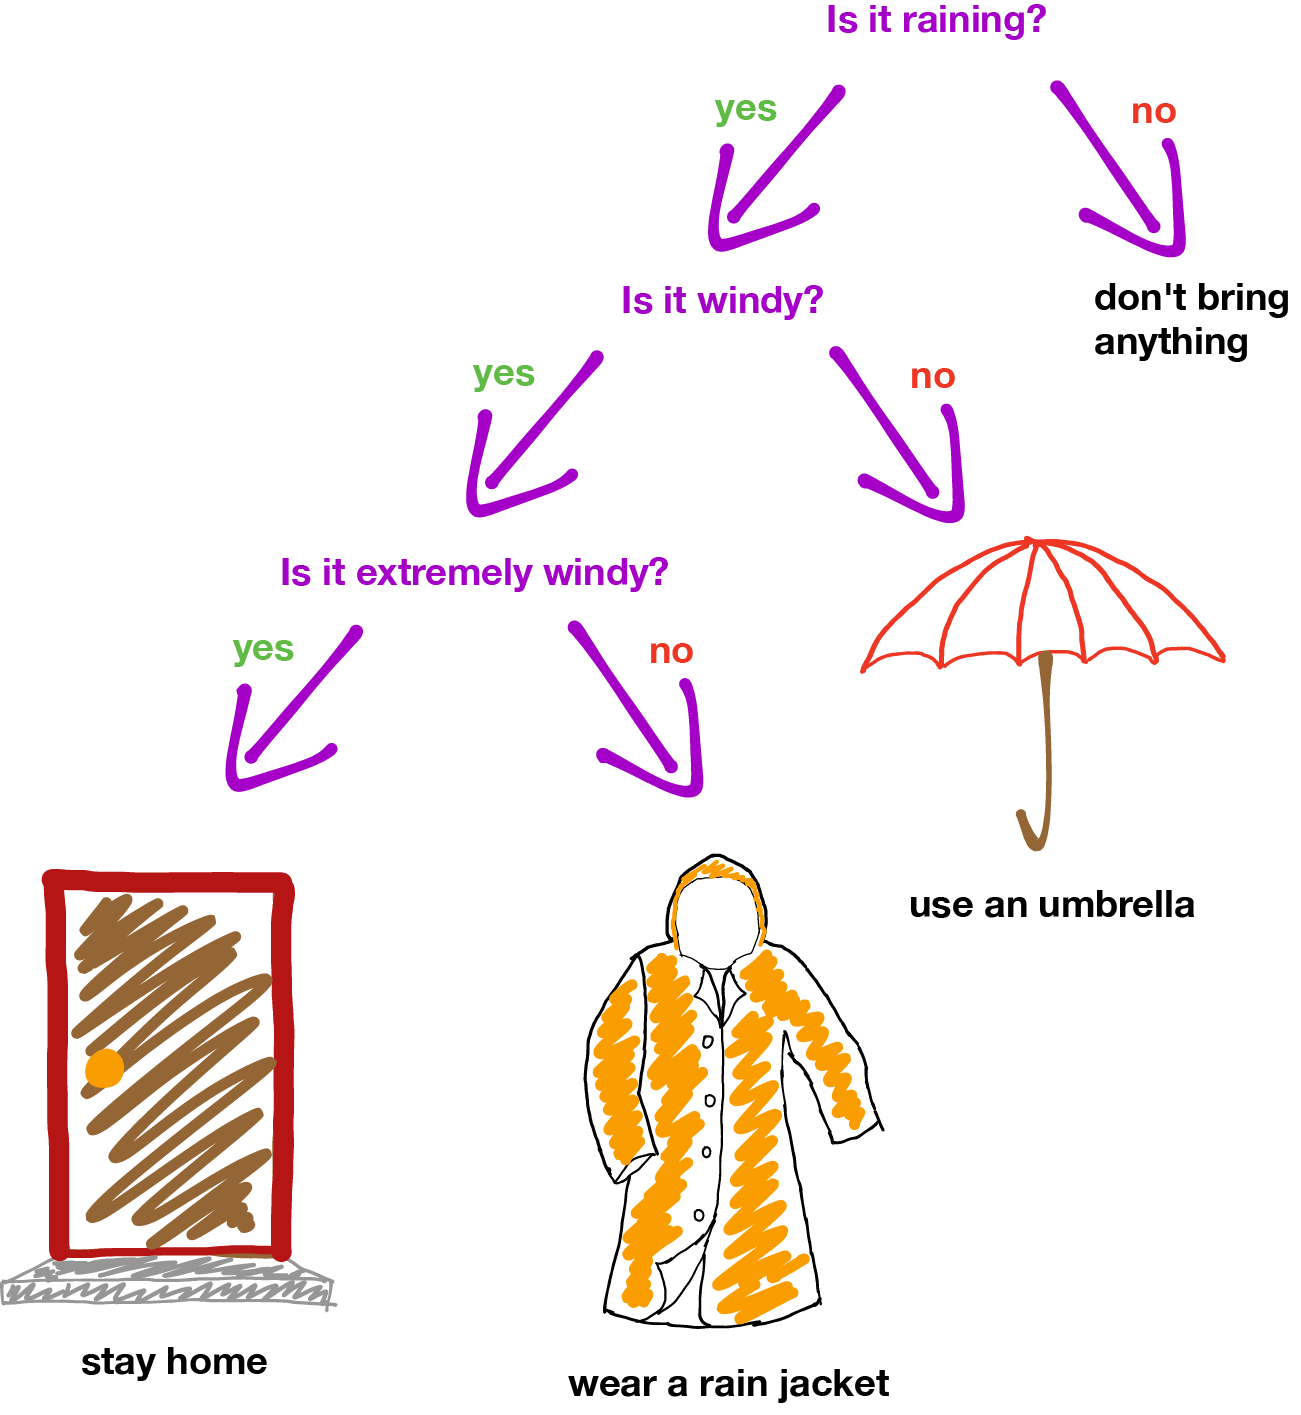 Is it raining?
yes
no
Is it windy?
don't bring
anything
yes
no
Is it extremely windy?
yes
no
use an umbrella
stay home
wear a rain jacket